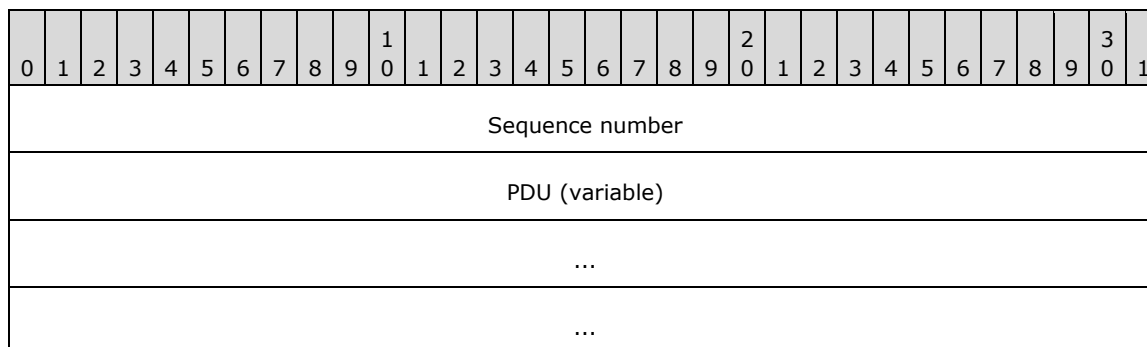 0 1 2 3 4 5 6 7 8 9 1 0 1 2 3 4 5 6 7 8 9 2 0 1 2 3 4 5 6 7 8 9 3 0 1
Sequence number
PDU (variable)
...
...